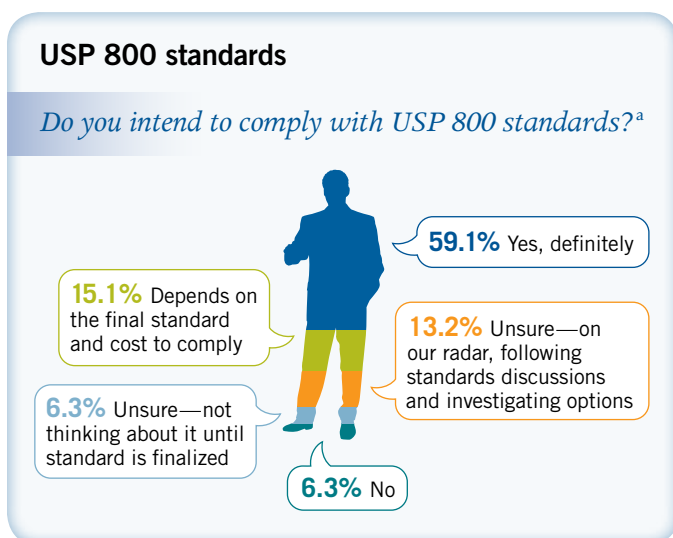 USP 800 standards
Do you intend to comply with USP 800 standards?ᵃ
59.1% Yes, definitely
15.1% Depends on
the final standard
and cost to comply
13.2% Unsure—on
our radar, following
standards discussions
and investigating options
6.3% Unsure—not
thinking about it until
standard is finalized
6.3% No